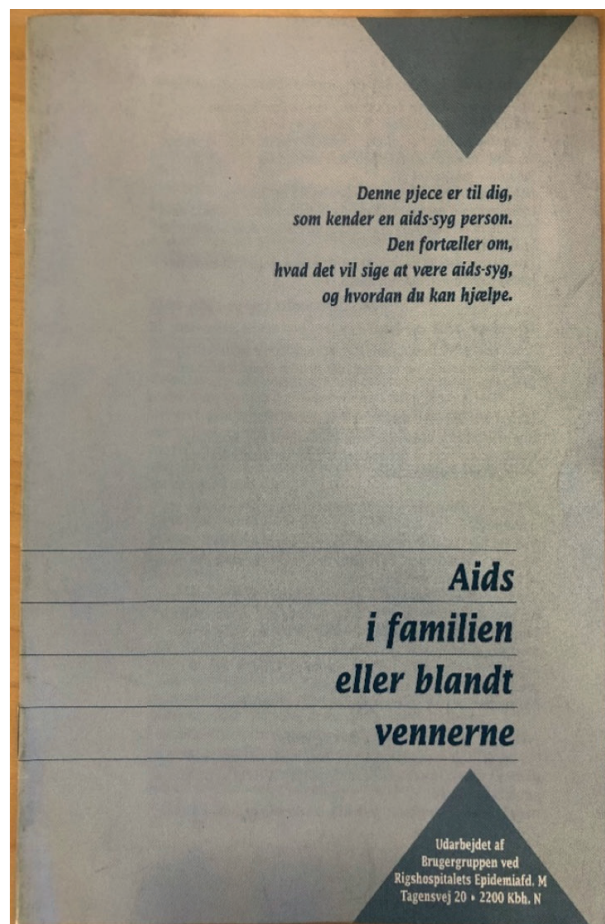 Denne pjece er til dig,
som kender en aids-syg person.
Den fortæller om,
hvad det vil sige at være aids-syg,
og hvordan du kan hjælpe.
Aids
i familien
eller blandt
vennerne
Udarbejdet af
Brugergruppen ved
Rigshospitalets Epidemiafd. M
Tagensvej 20 • 2200 Kbh. N